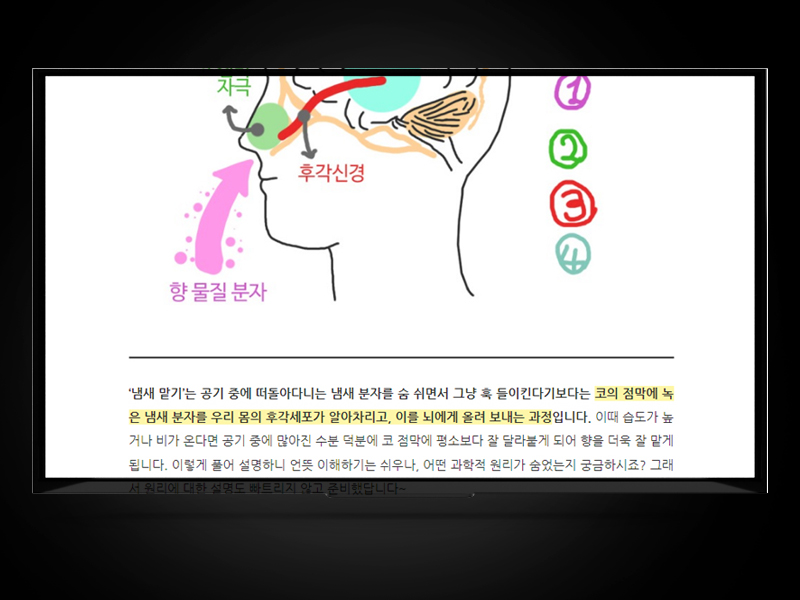 자극
①
②
후각신경
③
④
향 물질 분자
‘냄새 맡기’는 공기 중에 떠돌아다니는 냄새 분자를 숨 쉬면서 그냥 훅 들이킨다기보다는 코의 점막에 녹
은 냄새 분자를 우리 몸의 후각세포가 알아차리고, 이를 뇌에게 올려 보내는 과정입니다. 이때 습도가 높
거나 비가 온다면 공기 중에 많아진 수분 덕분에 코 점막에 평소보다 잘 달라붙게 되어 향을 더욱 잘 맡게
됩니다. 이렇게 풀어 설명하니 언뜻 이해하기는 쉬우나, 어떤 과학적 원리가 숨었는지 궁금하시죠? 그래
서 원리에 대한 설명도 빠트리지 않고 준비했답니다~